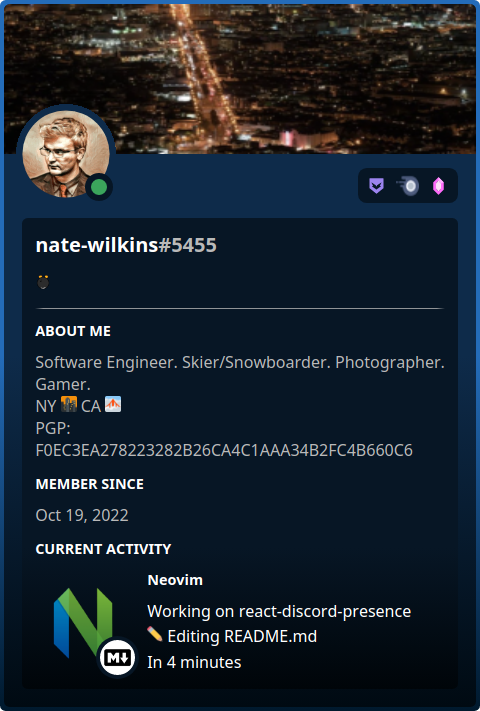 nate-wilkins#5455
ABOUT ME
Software Engineer. Skier/Snowboarder. Photographer.
Gamer.
NY 🌆 CA 🌁
PGP:
F0EC3EA278223282B26CA4C1AAA34B2FC4B660C6
MEMBER SINCE
Oct 19, 2022
CURRENT ACTIVITY
Neovim
Working on react-discord-presence
✏️ Editing README.md
In 4 minutes